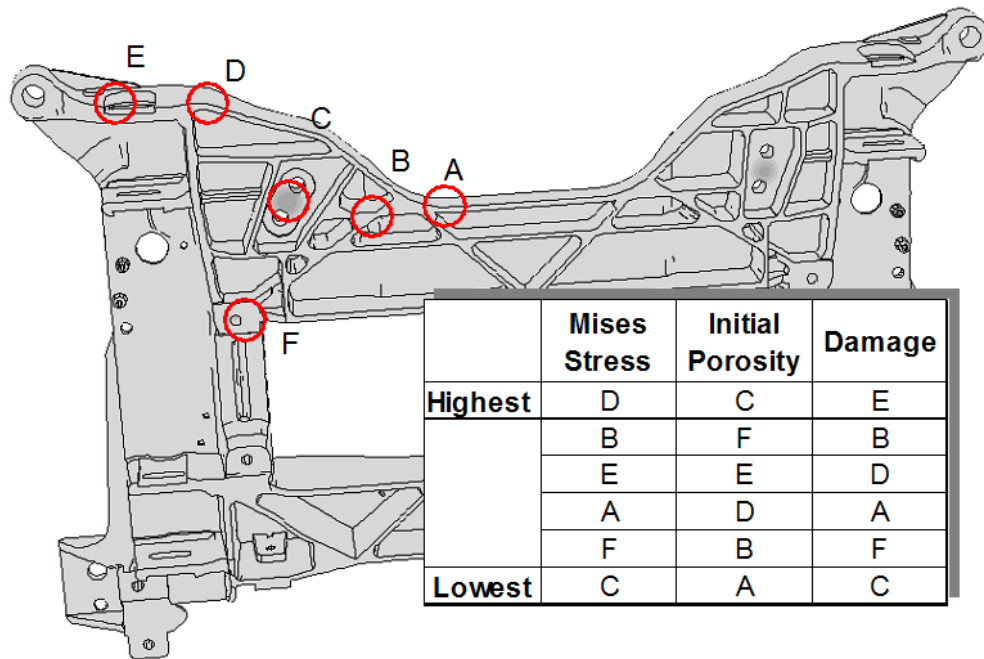 E
D
C
B
A
F
Mises Stress Initial Porosity Damage
Highest D C E
B F B
E E D
A D A
F B F
Lowest C A C